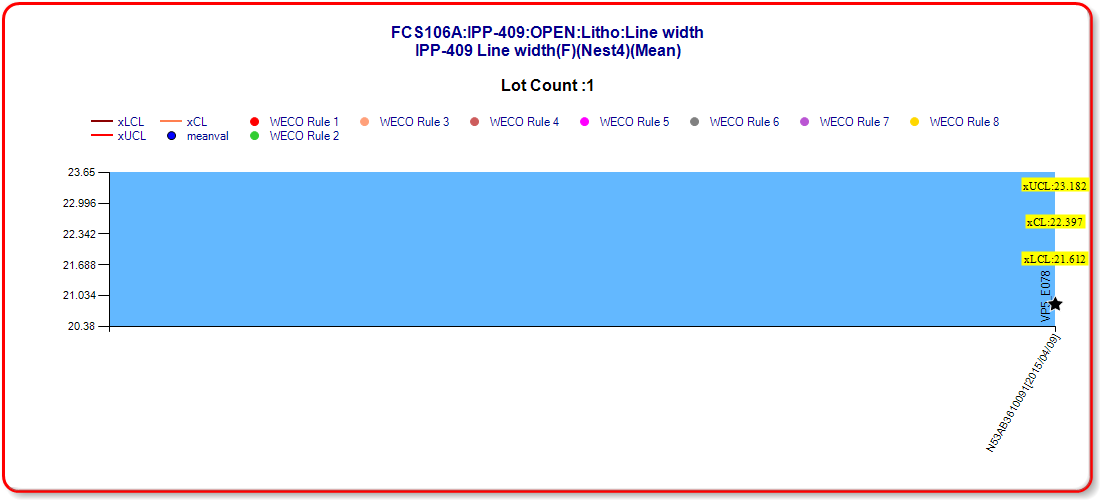 FCS106A:IPP-409:OPEN:Litho:Line width
IPP-409 Line width(F)(Nest4)(Mean)
Lot Count :1
xLCL xCL WECO Rule 1 WECO Rule 3 WECO Rule 4 WECO Rule 5 WECO Rule 6 WECO Rule 7 WECO Rule 8
xUCL meanval WECO Rule 2
23.65
xUCL:23.182
22.996
xCL:22.397
22.342
xLCL:21.612
21.688
21.034
VP5_E078
20.38
N53AB3610091[2015/04/09]